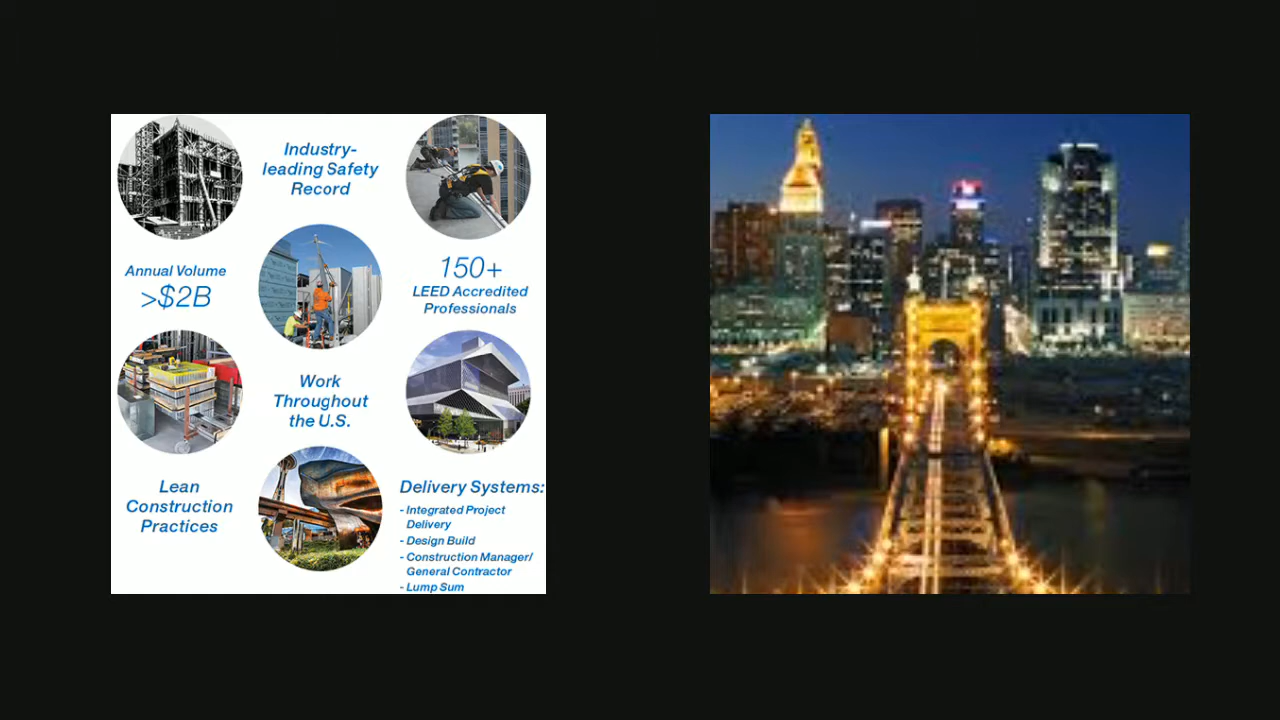 Industry-
leading Safety
Record
Annual Volume
>$2B
150+
LEED Accredited
Professionals
Work
Throughout
the U.S.
Lean
Construction
Practices
Delivery Systems:
- Integrated Project
Delivery
- Design Build
- Construction Manager/
General Contractor
- Lump Sum